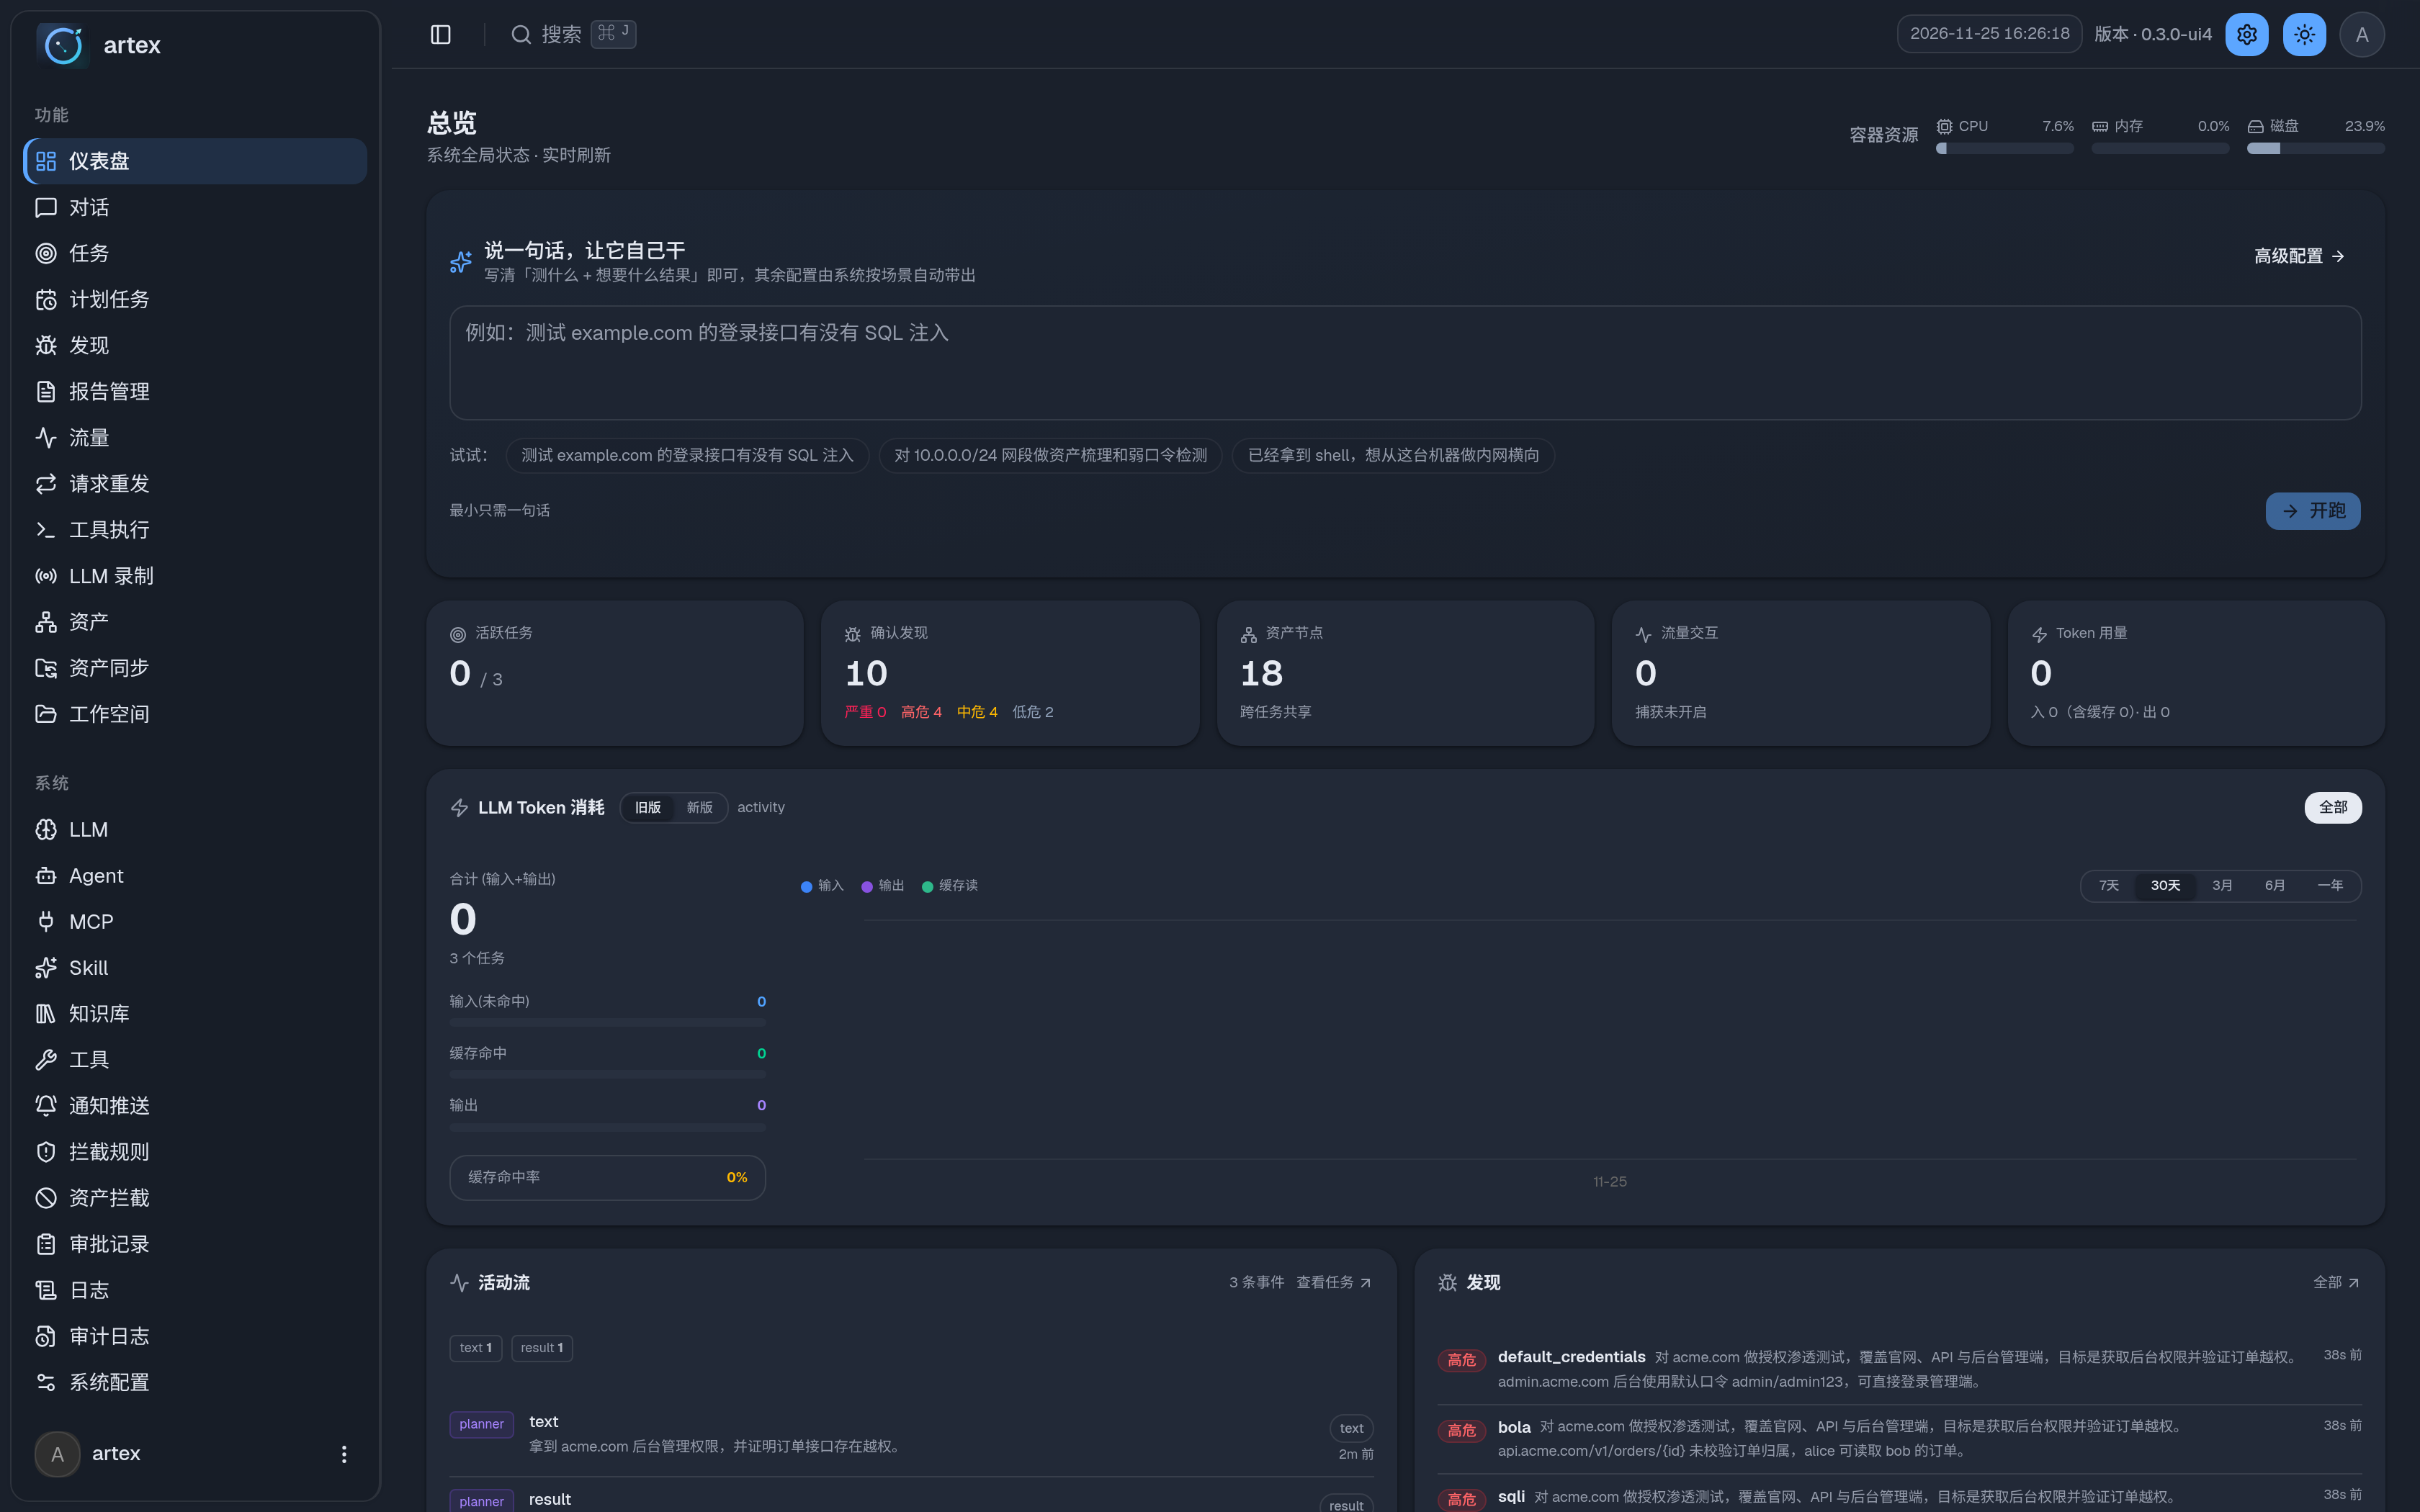 artex
功能
仪表盘
对话
任务
计划任务
发现
报告管理
流量
请求重发
工具执行
LLM 录制
资产
资产同步
工作空间
系统
LLM
Agent
MCP
Skill
知识库
工具
通知推送
拦截规则
资产拦截
审批记录
日志
审计日志
系统配置
A artex
搜索 ⌘ J
2026-11-25 16:26:18 版本 · 0.3.0-ui4 A
总览
系统全局状态 · 实时刷新
容器资源 CPU 7.6% 内存 0.0% 磁盘 23.9%
说一句话，让它自己干
写清「测什么 + 想要什么结果」即可，其余配置由系统按场景自动带出
高级配置
例如：测试 example.com 的登录接口有没有 SQL 注入
试试： 测试 example.com 的登录接口有没有 SQL 注入 对 10.0.0.0/24 网段做资产梳理和弱口令检测 已经拿到 shell，想从这台机器做内网横向
最小只需一句话
开跑
活跃任务
0 / 3
确认发现
10
严重 0 高危 4 中危 4 低危 2
资产节点
18
跨任务共享
流量交互
0
捕获未开启
Token 用量
0
入 0（含缓存 0）· 出 0
LLM Token 消耗 旧版 新版 activity 全部
合计 (输入+输出)
0
3 个任务
输入(未命中) 0
缓存命中 0
输出 0
缓存命中率 0%
输入 输出 缓存读
7天 30天 3月 6月 一年
11-25
活动流 3 条事件 查看任务
text 1 result 1
planner text text
拿到 acme.com 后台管理权限，并证明订单接口存在越权。 2m 前
planner result result
发现 全部
高危 default_credentials 对 acme.com 做授权渗透测试，覆盖官网、API 与后台管理端，目标是获取后台权限并验证订单越权。 38s 前
admin.acme.com 后台使用默认口令 admin/admin123，可直接登录管理端。
高危 bola 对 acme.com 做授权渗透测试，覆盖官网、API 与后台管理端，目标是获取后台权限并验证订单越权。 38s 前
api.acme.com/v1/orders/{id} 未校验订单归属，alice 可读取 bob 的订单。
高危 sqli 对 acme.com 做授权渗透测试，覆盖官网、API 与后台管理端，目标是获取后台权限并验证订单越权。 38s 前